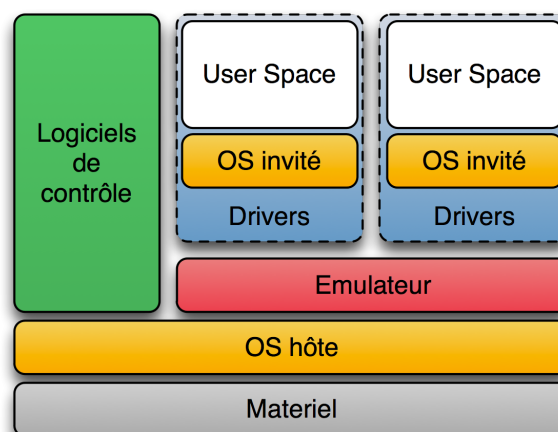 Logiciels
de
contrôle
User Space
OS invité
Drivers
User Space
OS invité
Drivers
Emulateur
OS hôte
Materiel